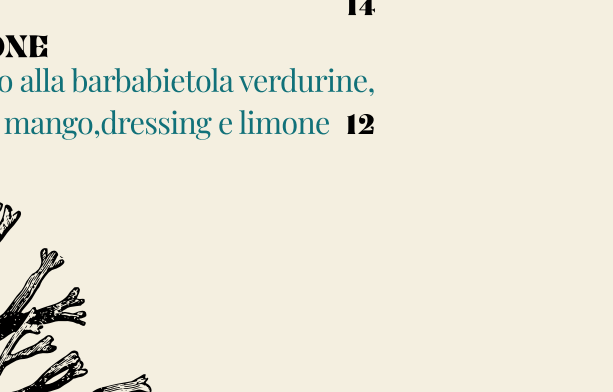 14
ONE
o alla barbabietola verdurine,
mango,dressing e limone 12